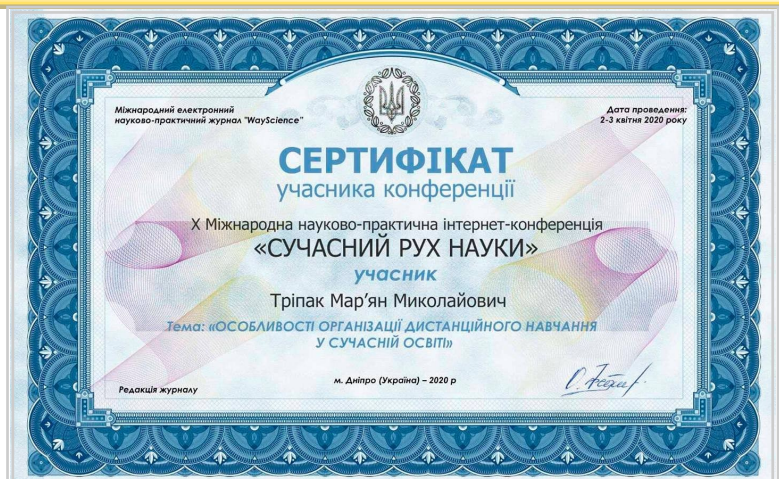 Міжнародний електронний
науково-практичний журнал "WayScience"
Дата проведення:
2-3 квітня 2020 року
СЕРТИФІКАТ
учасника конференції
X Міжнародна науково-практична інтернет-конференція
«СУЧАСНИЙ РУХ НАУКИ»
учасник
Тріпак Мар’ян Миколайович
Тема: «ОСОБЛИВОСТІ ОРГАНІЗАЦІЇ ДИСТАНЦІЙНОГО НАВЧАННЯ
У СУЧАСНІЙ ОСВІТІ»
Редакція журналу
м. Дніпро (Україна) – 2020 р